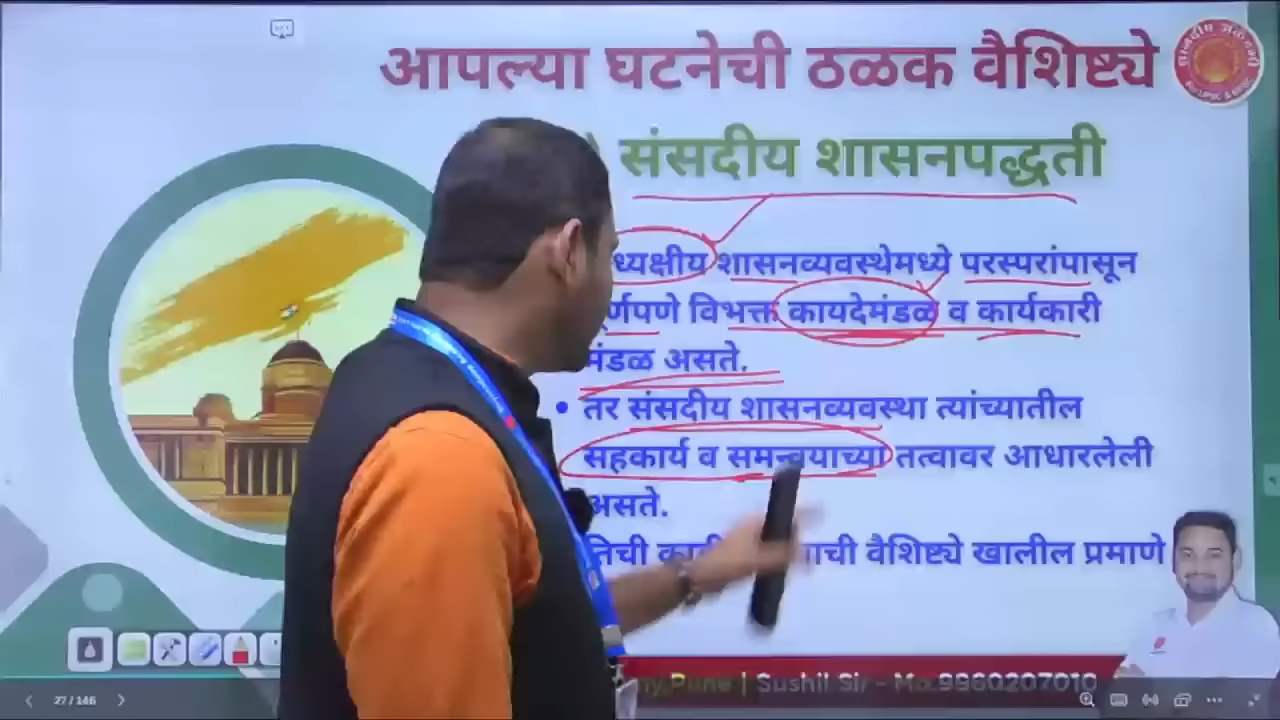 आपल्या घटनेची ठळक वैशिष्ट्ये
संसदीय शासनपद्धती
शासनव्यवस्थेमध्ये परस्परांपासून
विभक्त कायदेमंडळ व कार्यकारी
मंडळ असते.
• तर संसदीय शासनव्यवस्था त्यांच्यातील
सहकार्य व समन्वयाच्या तत्वावर आधारलेली
असते.
वैशिष्ट्ये खालील प्रमाणे
Pune | Sushil Sir - Mo.9960207010
27 / 146